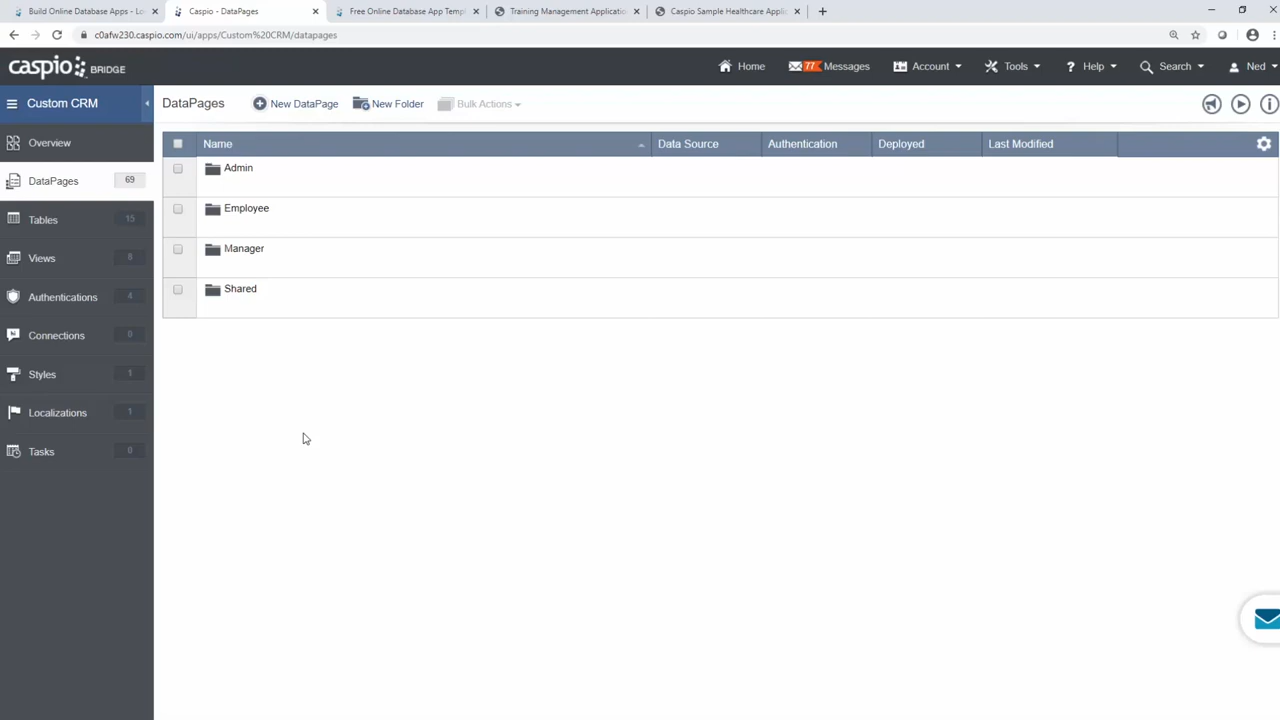 Build Online Database Apps - Lo
Caspio - DataPages
Free Online Database App Temp
Training Management Applicatio
Caspio Sample Healthcare Applic
c0afw230.caspio.com/ui/apps/Custom%20CRM/datapages
caspio BRIDGE
Home
77 Messages
Account
Tools
? Help
Search
Ned
Custom CRM
DataPages
New DataPage
New Folder
Bulk Actions
Overview
DataPages 69
Tables 15
Views 8
Authentications 4
Connections 0
Styles 1
Localizations 1
Tasks 0
Name
Data Source
Authentication
Deployed
Last Modified
Admin
Employee
Manager
Shared